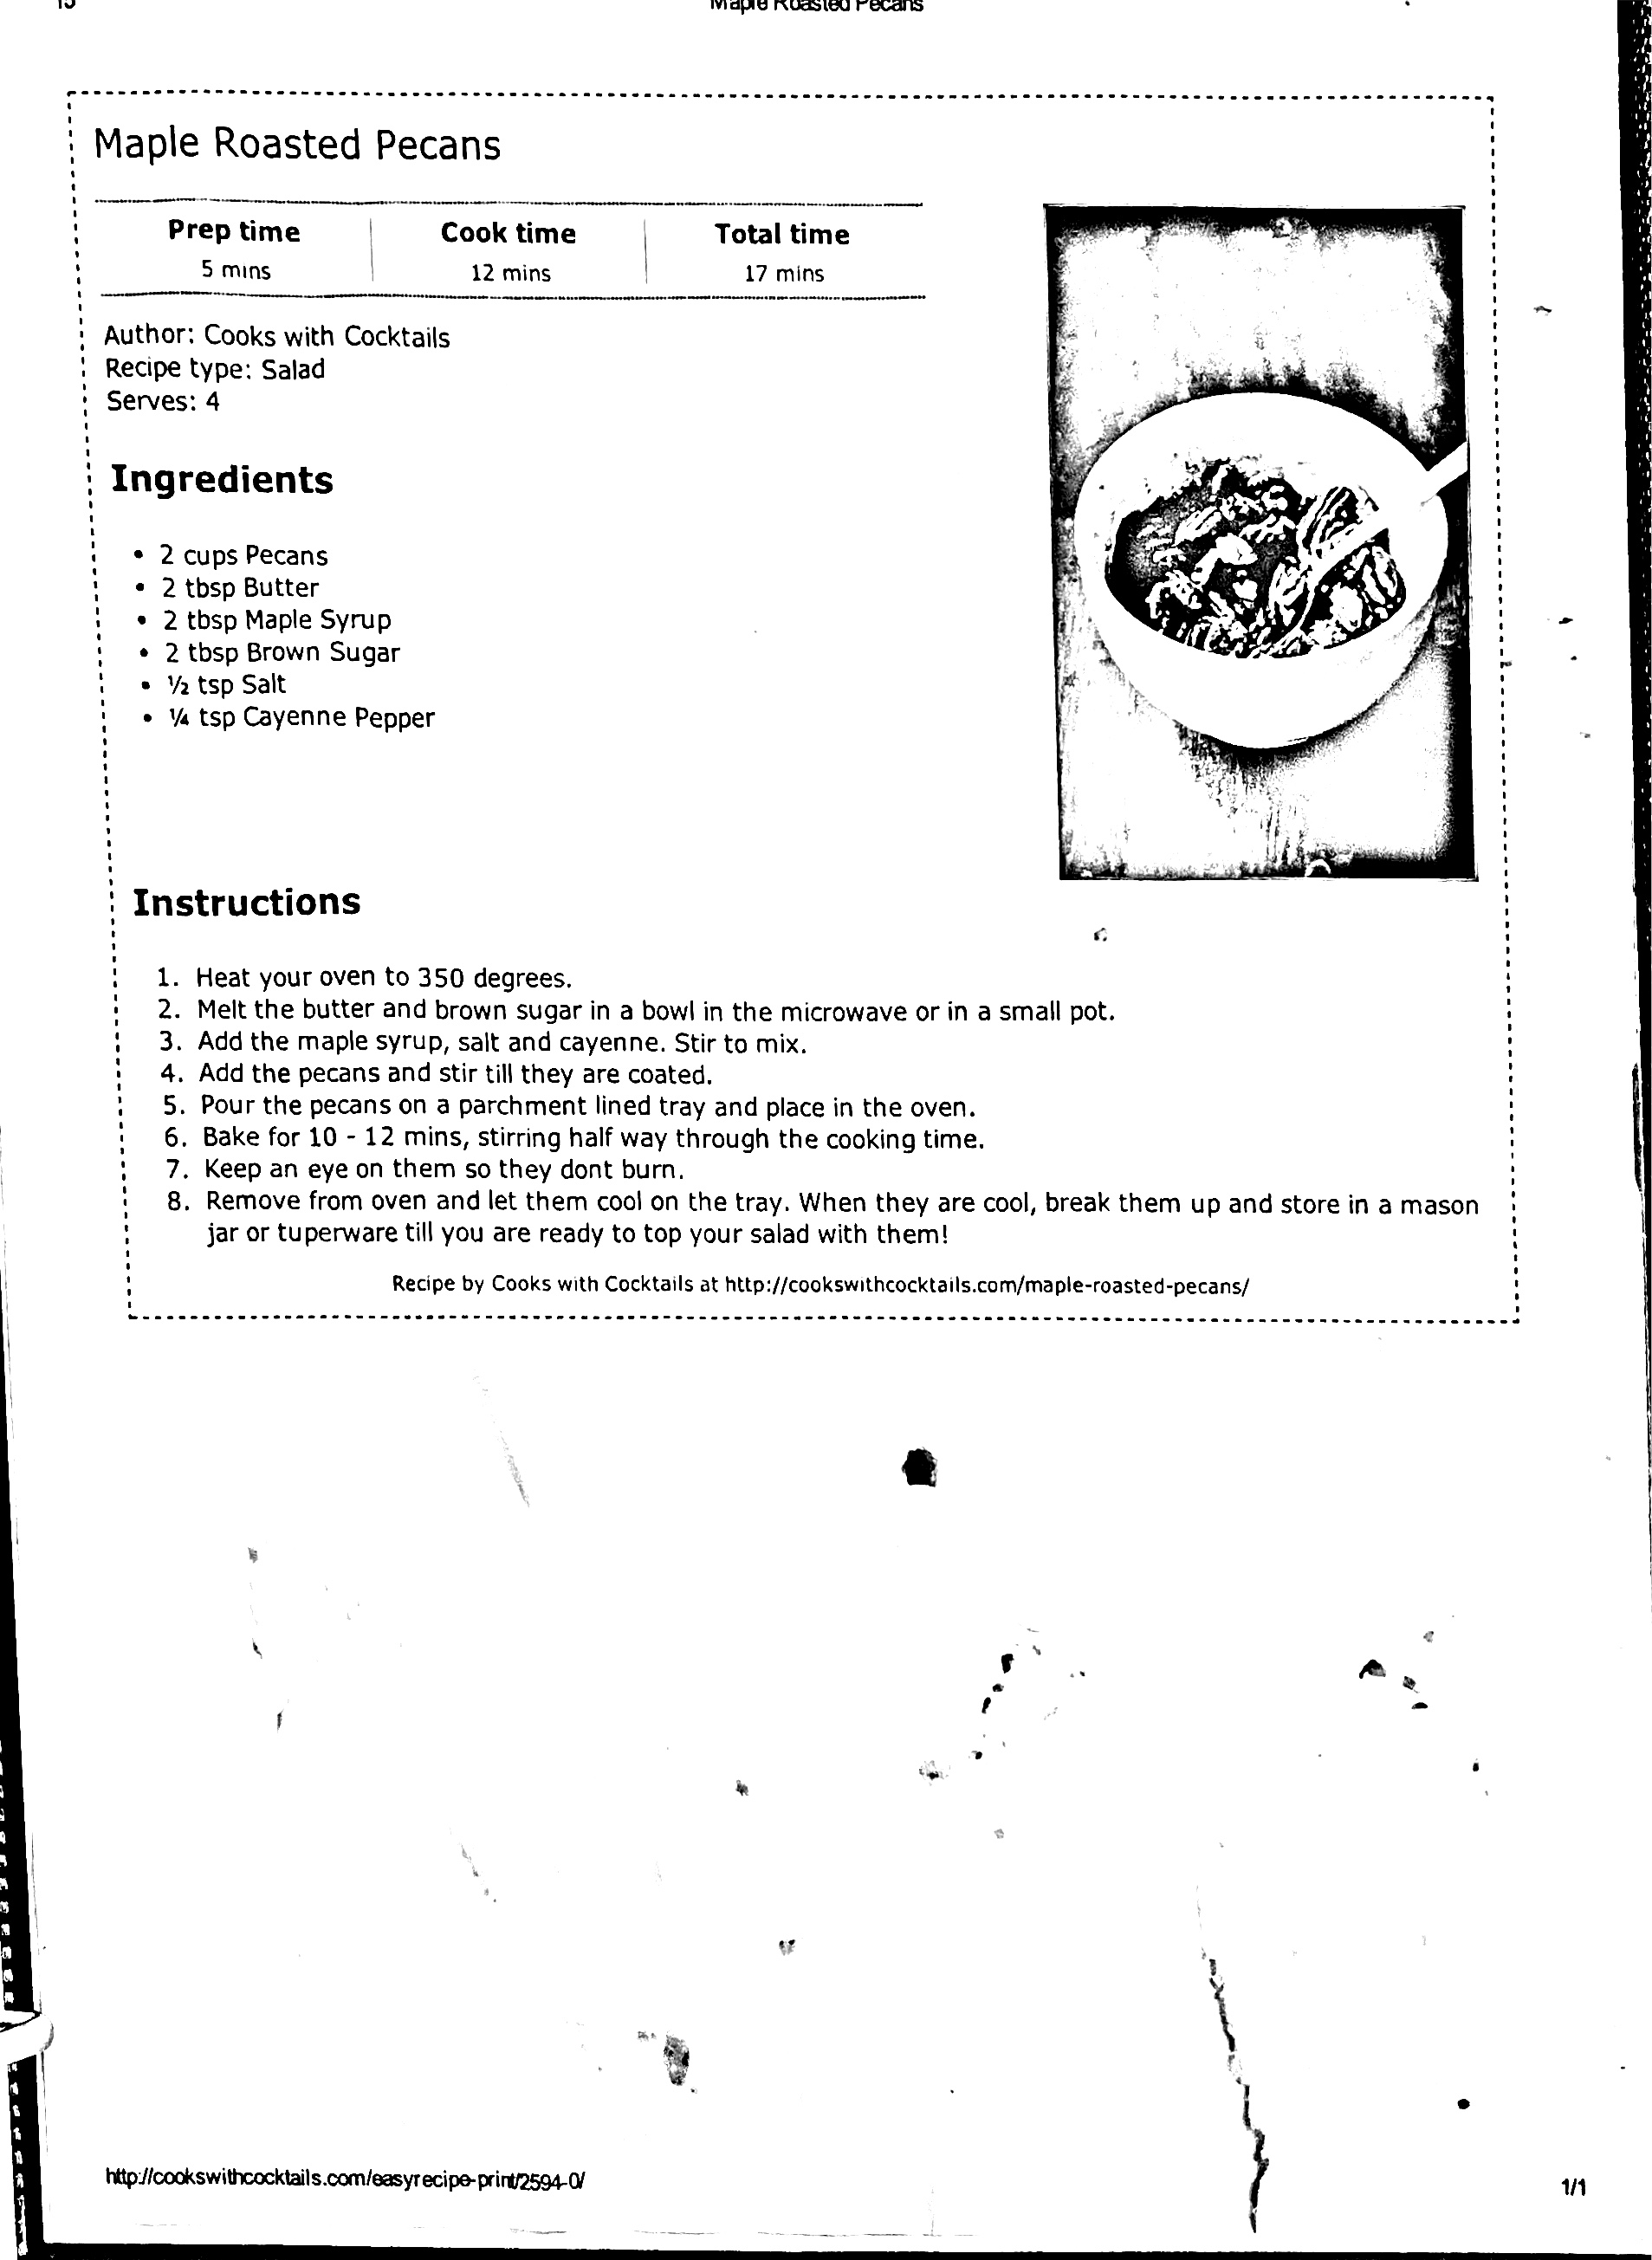 15
Maple Roasted Pecans
Maple Roasted Pecans
Prep time Cook time Total time
5 mins 12 mins 17 mins
Author: Cooks with Cocktails
Recipe type: Salad
Serves: 4
Ingredients
• 2 cups Pecans
• 2 tbsp Butter
• 2 tbsp Maple Syrup
• 2 tbsp Brown Sugar
• ½ tsp Salt
• ¼ tsp Cayenne Pepper
Instructions
1. Heat your oven to 350 degrees.
2. Melt the butter and brown sugar in a bowl in the microwave or in a small pot.
3. Add the maple syrup, salt and cayenne. Stir to mix.
4. Add the pecans and stir till they are coated.
5. Pour the pecans on a parchment lined tray and place in the oven.
6. Bake for 10 - 12 mins, stirring half way through the cooking time.
7. Keep an eye on them so they dont burn.
8. Remove from oven and let them cool on the tray. When they are cool, break them up and store in a mason
jar or tuperware till you are ready to top your salad with them!
Recipe by Cooks with Cocktails at http://cookswithcocktails.com/maple-roasted-pecans/
http://cookswithcocktails.com/easyrecipe-print/2594-0/
1/1